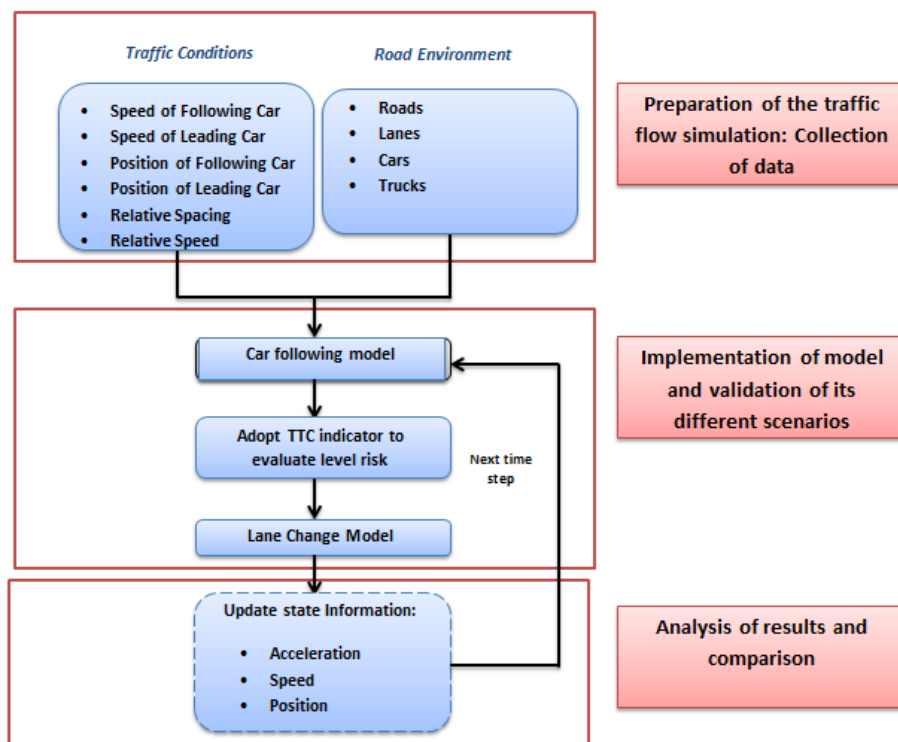 Traffic Conditions
Road Environment
• Speed of Following Car
• Speed of Leading Car
• Position of Following Car
• Position of Leading Car
• Relative Spacing
• Relative Speed
• Roads
• Lanes
• Cars
• Trucks
Preparation of the traffic
flow simulation: Collection
of data
Car following model
Adopt TTC indicator to
evaluate level risk
Next time
step
Lane Change Model
Implementation of model
and validation of its
different scenarios
Update state Information:
• Acceleration
• Speed
• Position
Analysis of results and
comparison